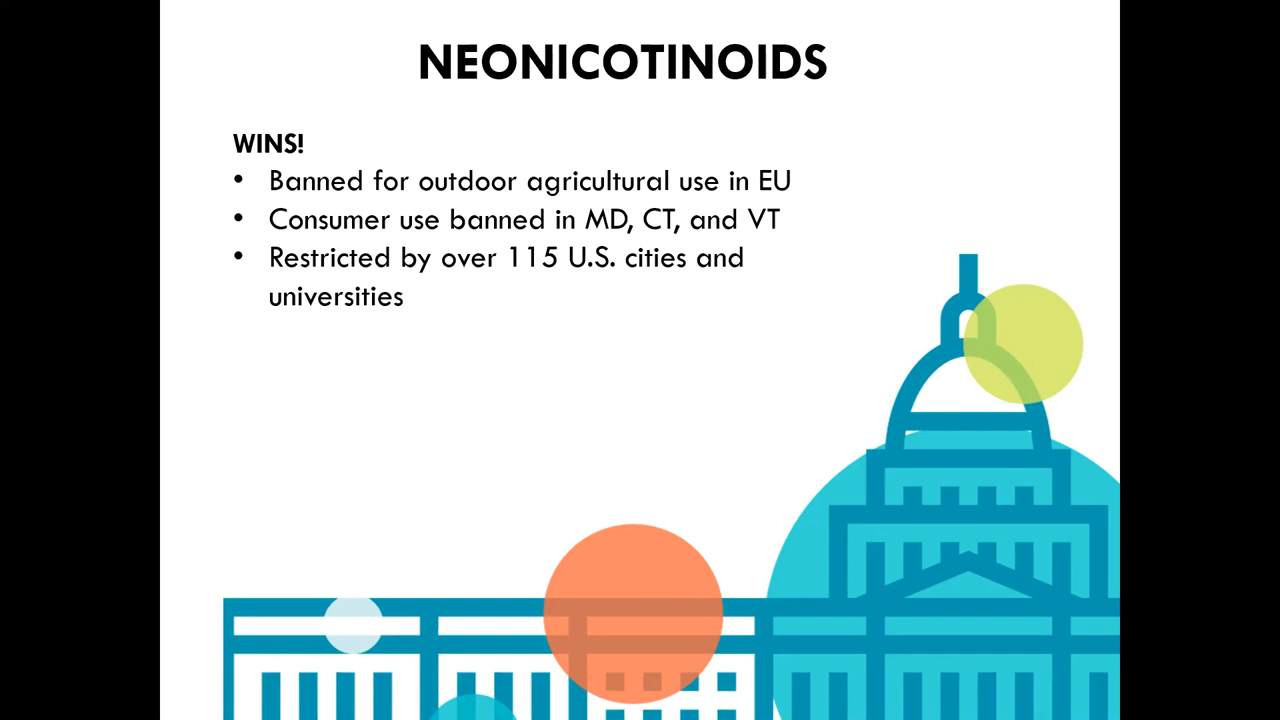 NEONICOTINOIDS
WINS!
• Banned for outdoor agricultural use in EU
• Consumer use banned in MD, CT, and VT
• Restricted by over 115 U.S. cities and
universities